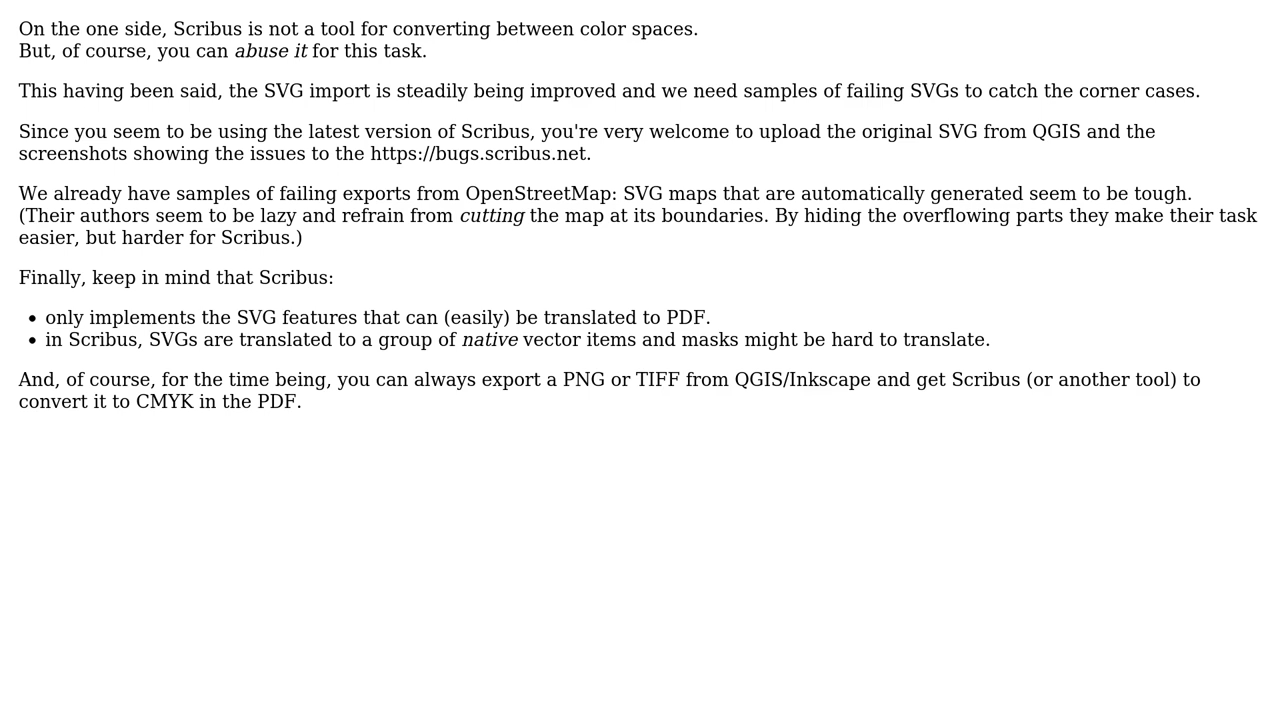 On the one side, Scribus is not a tool for converting between color spaces.
But, of course, you can abuse it for this task.
This having been said, the SVG import is steadily being improved and we need samples of failing SVGs to catch the corner cases.
Since you seem to be using the latest version of Scribus, you're very welcome to upload the original SVG from QGIS and the
screenshots showing the issues to the https://bugs.scribus.net.
We already have samples of failing exports from OpenStreetMap: SVG maps that are automatically generated seem to be tough.
(Their authors seem to be lazy and refrain from cutting the map at its boundaries. By hiding the overflowing parts they make their task
easier, but harder for Scribus.)
Finally, keep in mind that Scribus:
• only implements the SVG features that can (easily) be translated to PDF.
• in Scribus, SVGs are translated to a group of native vector items and masks might be hard to translate.
And, of course, for the time being, you can always export a PNG or TIFF from QGIS/Inkscape and get Scribus (or another tool) to
convert it to CMYK in the PDF.